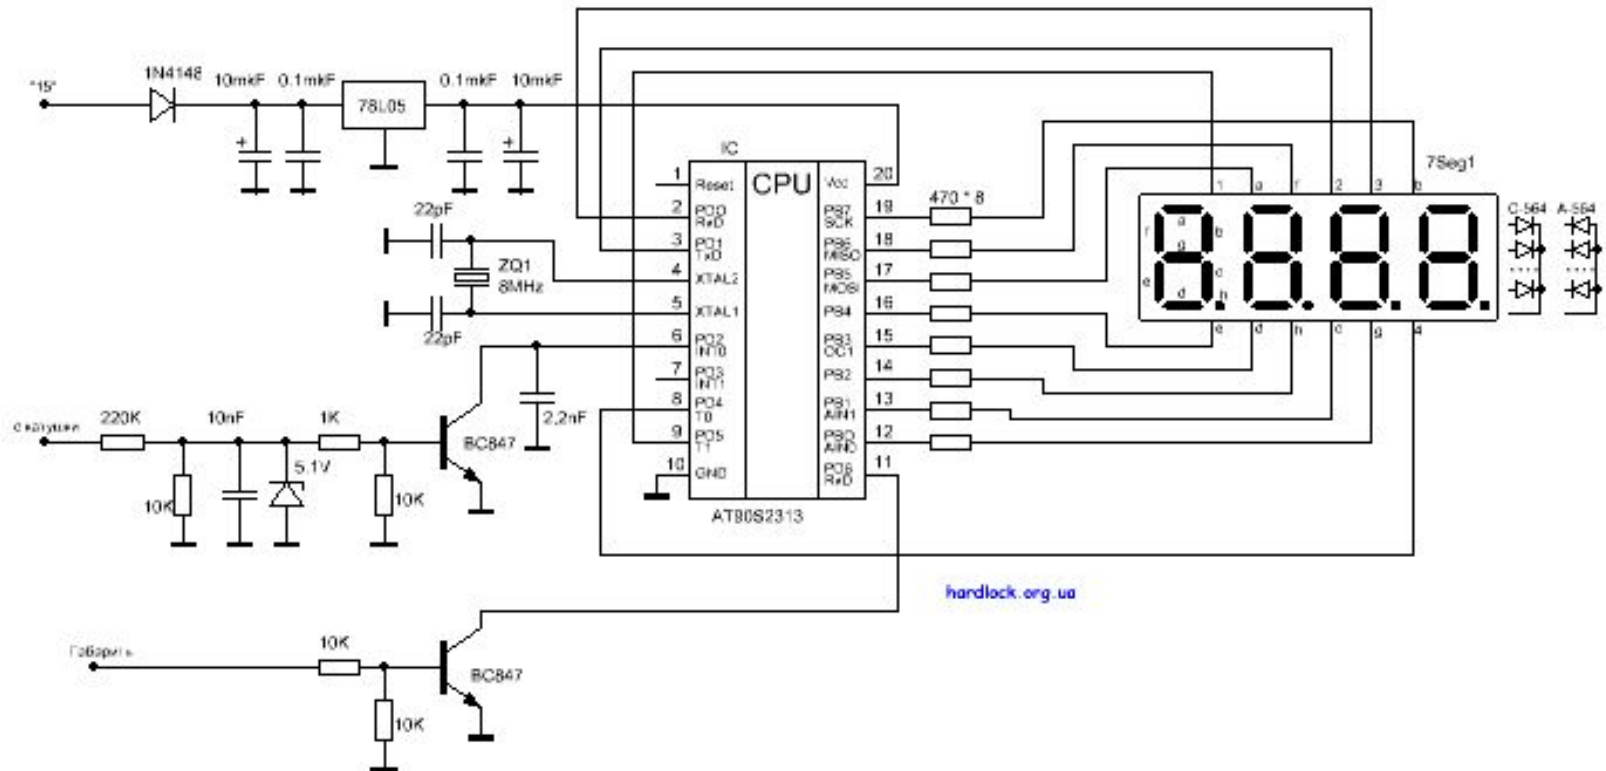 "15"
1N4148
10mkF
0.1mkF
78L05
0.1mkF
10mkF
IC
CPU
1
Reset
2
PD0
RxD
3
PD1
TxD
4
XTAL2
5
XTAL1
6
PD2
INT0
7
PD3
INT1
8
PD4
T0
9
PD5
T1
10
GND
20
Vcc
19
PB7
SCK
18
PB6
MISO
17
PB5
MOSI
16
PB4
15
PB3
OC1
14
PB2
13
PB1
AIN1
12
PB0
AIN0
11
PD6
RxD
AT90S2313
22pF
ZQ1
8MHz
22pF
470 * 8
7Seg1
1
a
f
2
3
b
a
f
b
g
e
c
d
h
e
d
h
c
g
4
C-564
A-564
с катушки
220K
10nF
1K
10K
5.1V
10K
BC847
2,2nF
hardlock.org.ua
Габариты
10K
BC847
10K